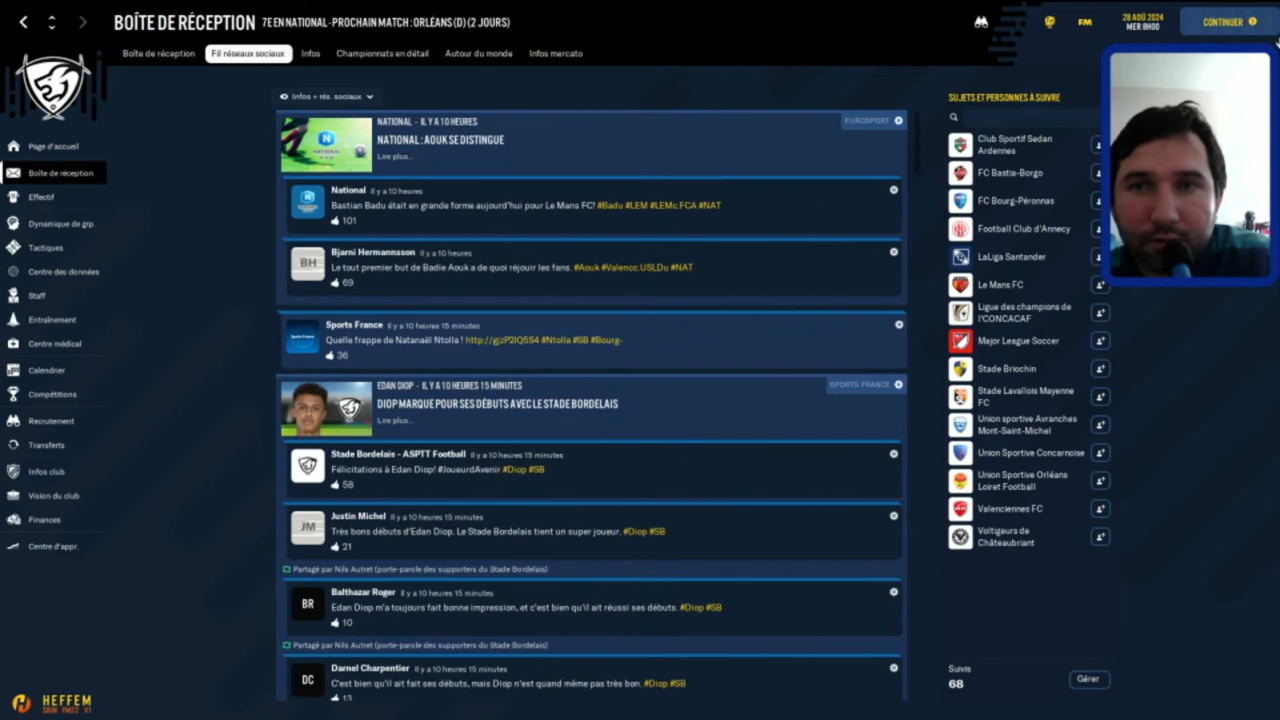 BOÎTE DE RÉCEPTION 7E EN NATIONAL - PROCHAIN MATCH : ORLÉANS (D) (2 JOURS)
FM
28 AOÛ 2024
MER 8H00
CONTINUER
Boîte de réception
Fil réseaux sociaux
Infos
Championnats en détail
Autour du monde
Infos mercato
Page d'accueil
Boîte de réception
Effectif
Dynamique de grp.
Tactiques
Centre des données
Staff
Entraînement
Centre médical
Calendrier
Compétitions
Recrutement
Transferts
Infos club
Vision du club
Finances
Centre d'appr.
HEFFEM
SKIN FM22 V1
Infos + rés. sociaux
NATIONAL - IL Y A 10 HEURES
EUROSPORT
NATIONAL : AOUK SE DISTINGUE
Lire plus...
National Il y a 10 heures
Bastian Badu était en grande forme aujourd'hui pour Le Mans FC! #Badu #LEM #LEMc.FCA #NAT
101
BH
Bjarni Hermannsson Il y a 10 heures
Le tout premier but de Badie Aouk a de quoi réjouir les fans. #Aouk #Valencc.USLDu #NAT
69
Sports France Il y a 10 heures 15 minutes
Quelle frappe de Natanaël Ntolla ! http://gjzP2IQ5S4 #Ntolla #SB #Bourg-
36
EDAN DIOP - IL Y A 10 HEURES 15 MINUTES
SPORTS FRANCE
DIOP MARQUE POUR SES DÉBUTS AVEC LE STADE BORDELAIS
Lire plus...
Stade Bordelais - ASPTT Football Il y a 10 heures 15 minutes
Félicitations à Edan Diop! #JoueurdAvenir #Diop #SB
58
JM
Justin Michel Il y a 10 heures 15 minutes
Très bons débuts d'Edan Diop. Le Stade Bordelais tient un super joueur. #Diop #SB
21
Partagé par Nils Autret (porte-parole des supporters du Stade Bordelais)
BR
Balthazar Roger Il y a 10 heures 15 minutes
Edan Diop m'a toujours fait bonne impression, et c'est bien qu'il ait réussi ses débuts. #Diop #SB
10
Partagé par Nils Autret (porte-parole des supporters du Stade Bordelais)
DC
Darnel Charpentier Il y a 10 heures 15 minutes
C'est bien qu'il ait fait ses débuts, mais Diop n'est quand même pas très bon. #Diop #SB
13
SUJETS ET PERSONNES À SUIVRE
Club Sportif Sedan
Ardennes
FC Bastia-Borgo
FC Bourg-Péronnas
Football Club d'Annecy
LaLiga Santander
Le Mans FC
Ligue des champions de
l'CONCACAF
Major League Soccer
Stade Briochin
Stade Lavallois Mayenne
FC
Union sportive Avranches
Mont-Saint-Michel
Union Sportive Concarnoise
Union Sportive Orléans
Loiret Football
Valenciennes FC
Voltigeurs de
Châteaubriant
Suivis
68
Gérer